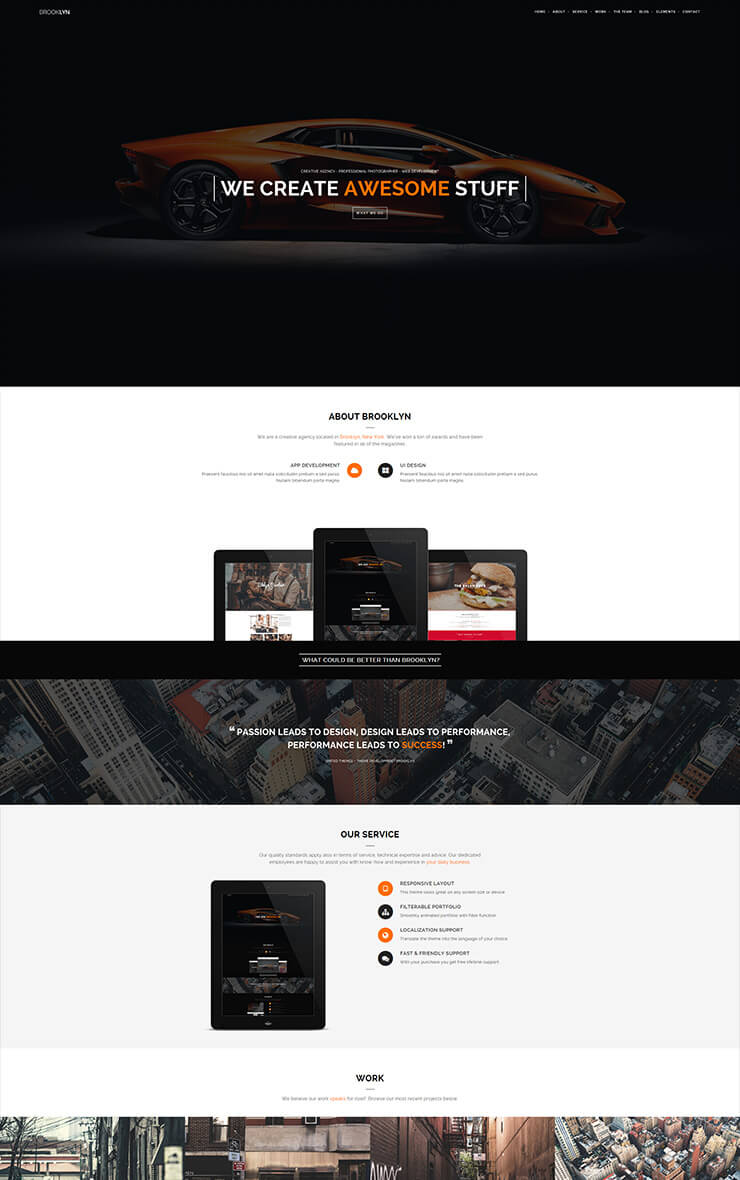 BROOKLYN
HOME · ABOUT · SERVICE · WORK · THE TEAM · BLOG · ELEMENTS · CONTACT
CREATIVE AGENCY - PROFESSIONAL PHOTOGRAPHER - WEB DEVELOPMENT
WE CREATE AWESOME STUFF
WHAT WE DO
ABOUT BROOKLYN
We are a creative agency located in Brooklyn, New York. We've won a ton of awards and have been
featured in all of the magazines.
APP DEVELOPMENT
Praesent faucibus nisi sit amet nulla sollicitudin pretium a sed purus.
Nullam bibendum porta magna.
UI DESIGN
Praesent faucibus nisi sit amet nulla sollicitudin pretium a sed purus.
Nullam bibendum porta magna.
WHAT COULD BE BETTER THAN BROOKLYN?
“ PASSION LEADS TO DESIGN, DESIGN LEADS TO PERFORMANCE,
PERFORMANCE LEADS TO SUCCESS! ”
UNITED THEMES - THEME DEVELOPMENT BROOKLYN
OUR SERVICE
Our quality standards apply also in terms of service, technical expertise and advice. Our dedicated
employees are happy to assist you with know-how and experience in your daily business.
RESPONSIVE LAYOUT
This theme looks great on any screen size or device.
FILTERABLE PORTFOLIO
Smoothly animated portfolio with filter function.
LOCALIZATION SUPPORT
Translate the theme into the language of your choice.
FAST & FRIENDLY SUPPORT
With your purchase you get free lifetime support.
WORK
We believe our work speaks for itself. Browse our most recent projects below.